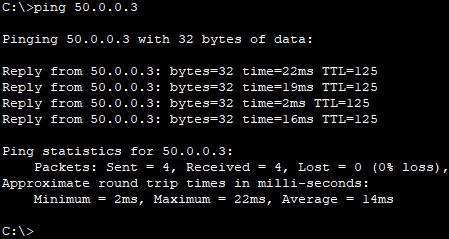 C:\>ping 50.0.0.3
Pinging 50.0.0.3 with 32 bytes of data:
Reply from 50.0.0.3: bytes=32 time=22ms TTL=125
Reply from 50.0.0.3: bytes=32 time=19ms TTL=125
Reply from 50.0.0.3: bytes=32 time=2ms TTL=125
Reply from 50.0.0.3: bytes=32 time=16ms TTL=125
Ping statistics for 50.0.0.3:
    Packets: Sent = 4, Received = 4, Lost = 0 (0% loss),
Approximate round trip times in milli-seconds:
    Minimum = 2ms, Maximum = 22ms, Average = 14ms
C:\>